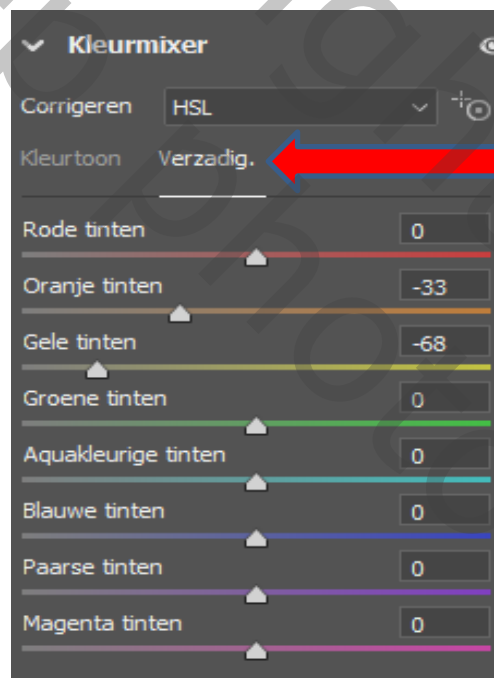 Kleurmixer
Corrigeren HSL
Kleurtoon Verzadig.
Rode tinten 0
Oranje tinten -33
Gele tinten -68
Groene tinten 0
Aquakleurige tinten 0
Blauwe tinten 0
Paarse tinten 0
Magenta tinten 0